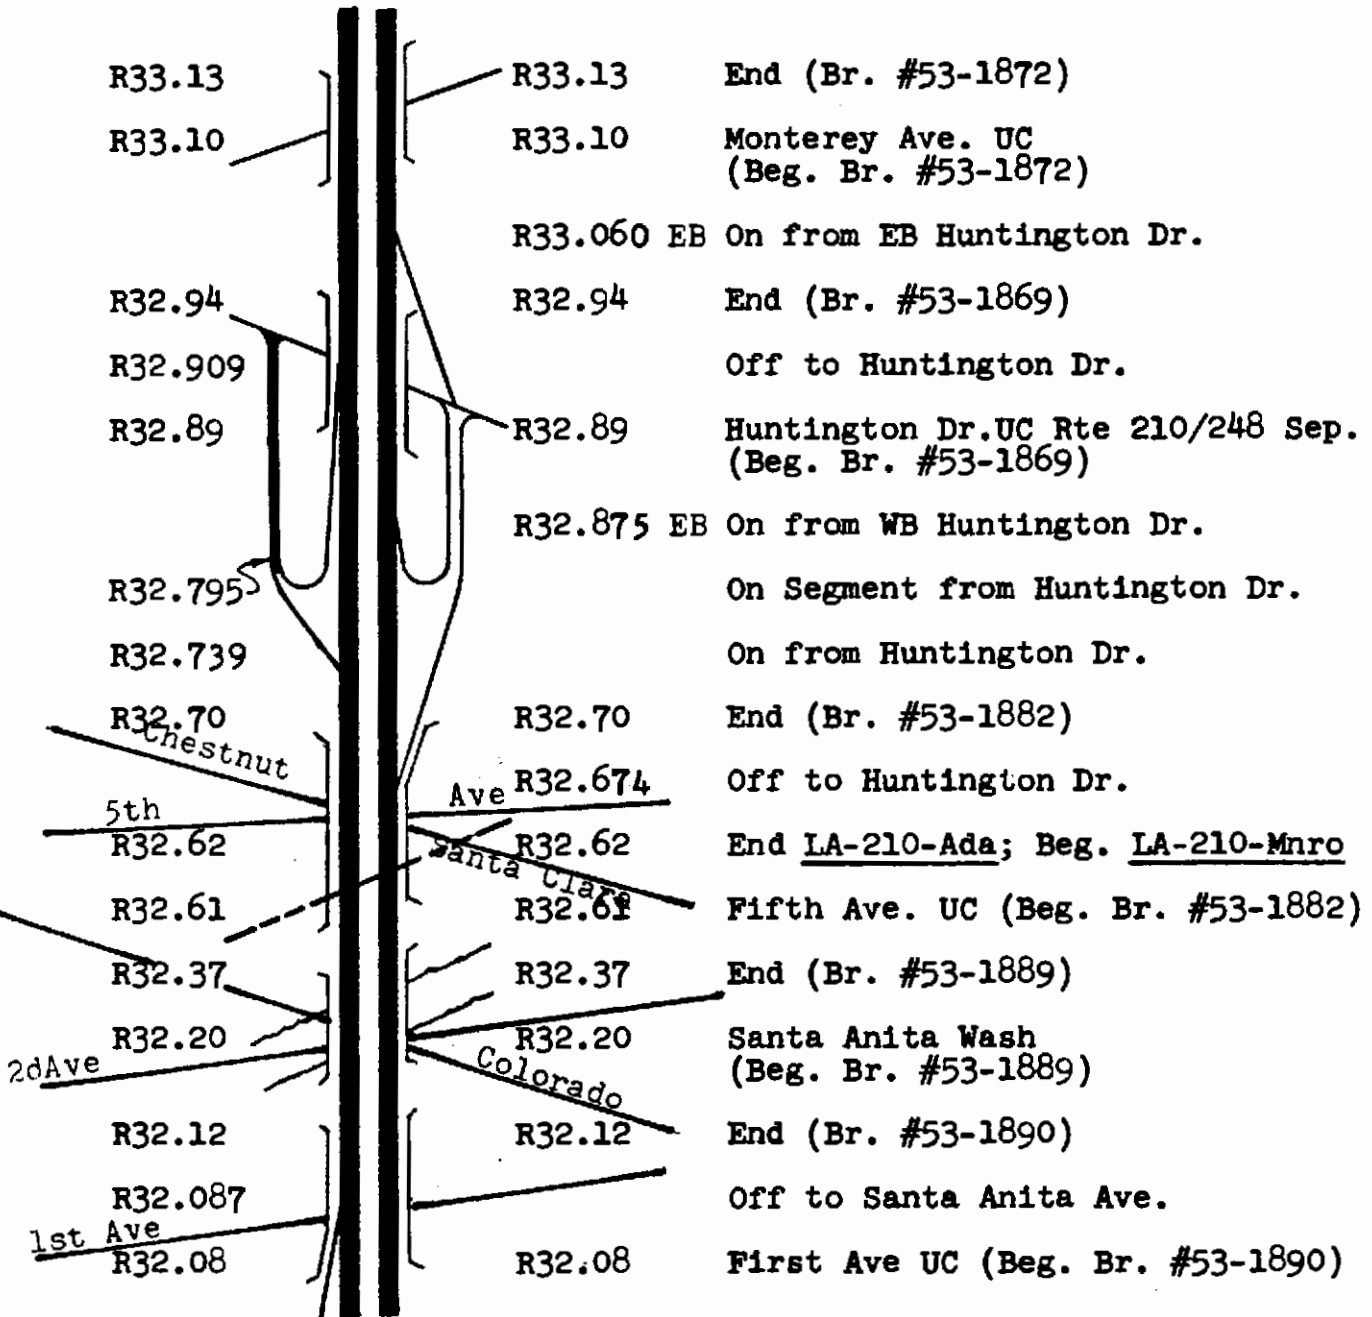 R33.13 R33.13 End (Br. #53-1872)
R33.10 R33.10 Monterey Ave. UC
(Beg. Br. #53-1872)
R33.060 EB On from EB Huntington Dr.
R32.94 R32.94 End (Br. #53-1869)
R32.909 Off to Huntington Dr.
R32.89 R32.89 Huntington Dr.UC Rte 210/248 Sep.
(Beg. Br. #53-1869)
R32.875 EB On from WB Huntington Dr.
R32.795 On Segment from Huntington Dr.
R32.739 On from Huntington Dr.
R32.70 R32.70 End (Br. #53-1882)
Chestnut
R32.674 Off to Huntington Dr.
5th Ave
R32.62 R32.62 End LA-210-Ada; Beg. LA-210-Mnro
Santa Clara
R32.61 R32.61 Fifth Ave. UC (Beg. Br. #53-1882)
R32.37 R32.37 End (Br. #53-1889)
R32.20 R32.20 Santa Anita Wash
2dAve Colorado (Beg. Br. #53-1889)
R32.12 R32.12 End (Br. #53-1890)
R32.087 Off to Santa Anita Ave.
1st Ave
R32.08 R32.08 First Ave UC (Beg. Br. #53-1890)